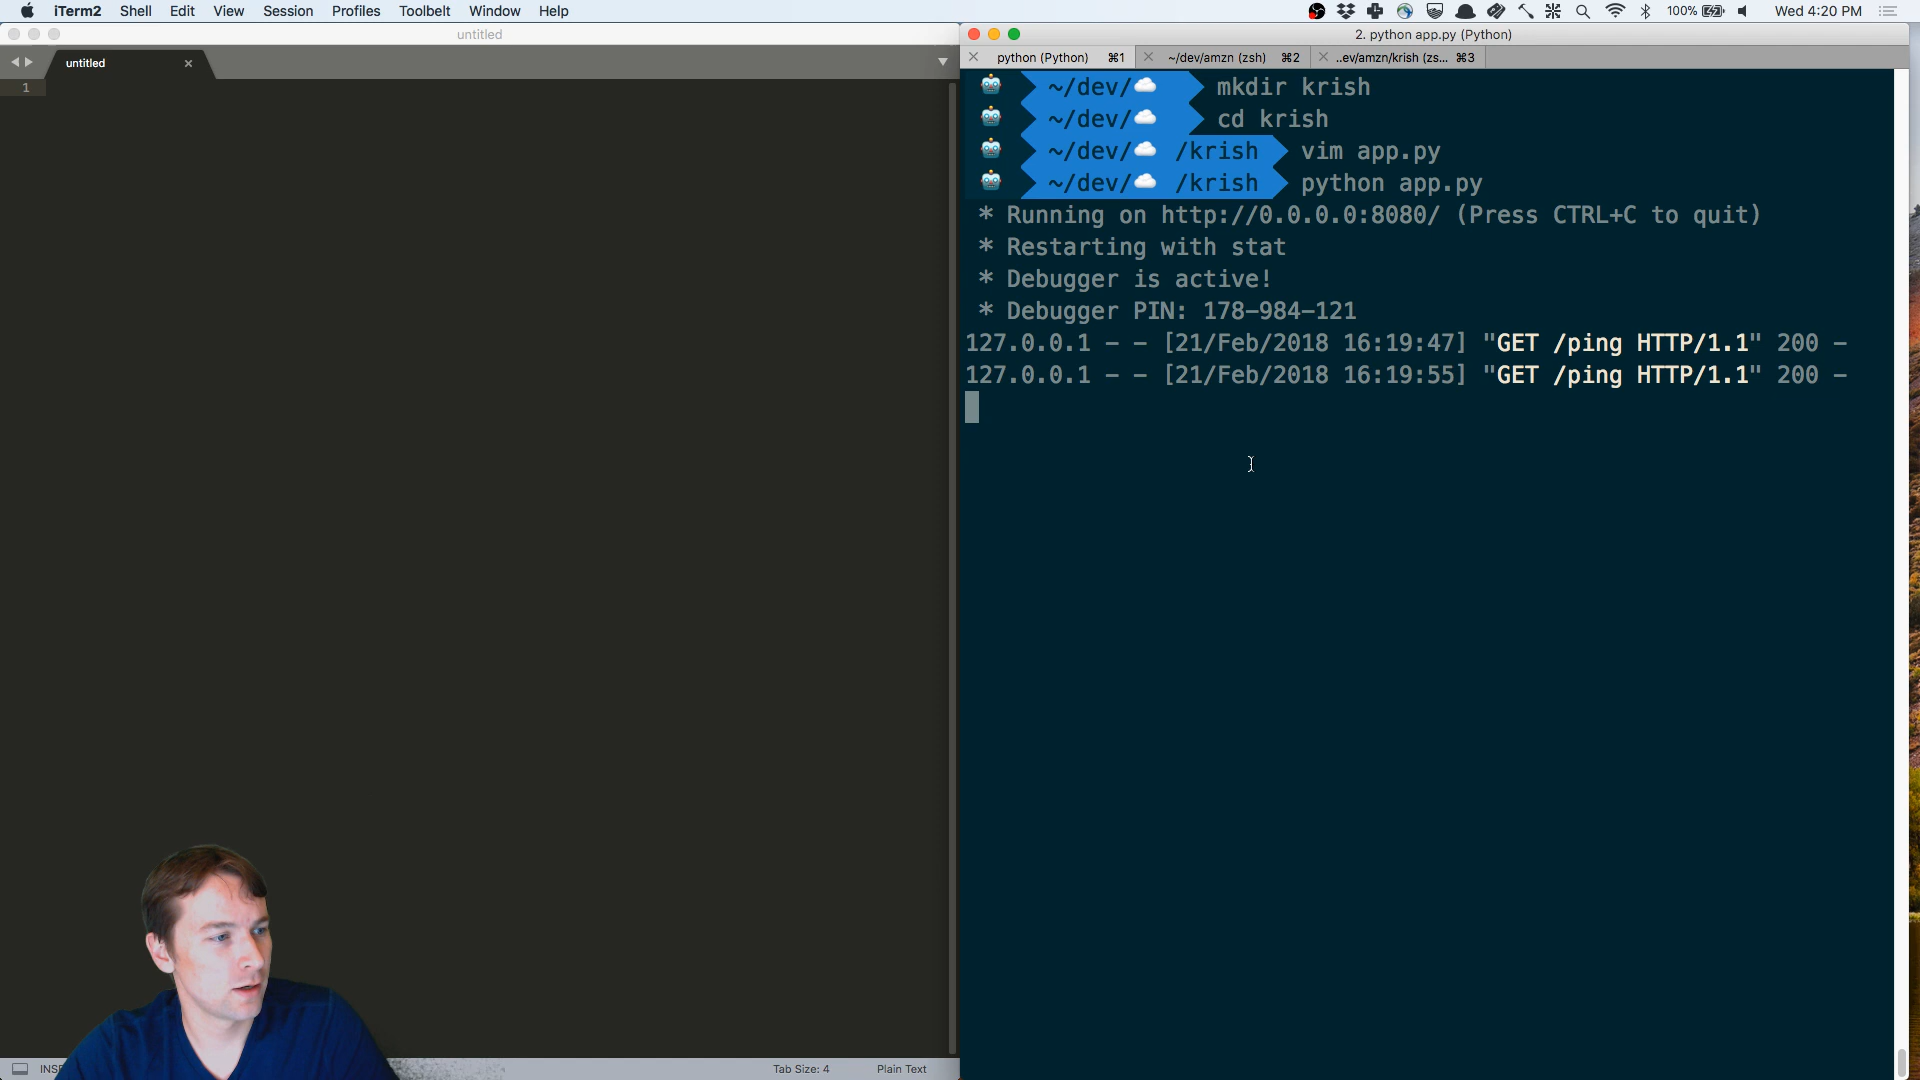 iTerm2 Shell Edit View Session Profiles Toolbelt Window Help 100% Wed 4:20 PM
untitled
untitled
1
Tab Size: 4 Plain Text
2. python app.py (Python)
python (Python) ⌘1 ~/dev/amzn (zsh) ⌘2 ..ev/amzn/krish (zs... ⌘3
~/dev/☁️ mkdir krish
~/dev/☁️ cd krish
~/dev/☁️ /krish vim app.py
~/dev/☁️ /krish python app.py
* Running on http://0.0.0.0:8080/ (Press CTRL+C to quit)
* Restarting with stat
* Debugger is active!
* Debugger PIN: 178-984-121
127.0.0.1 - - [21/Feb/2018 16:19:47] "GET /ping HTTP/1.1" 200 -
127.0.0.1 - - [21/Feb/2018 16:19:55] "GET /ping HTTP/1.1" 200 -